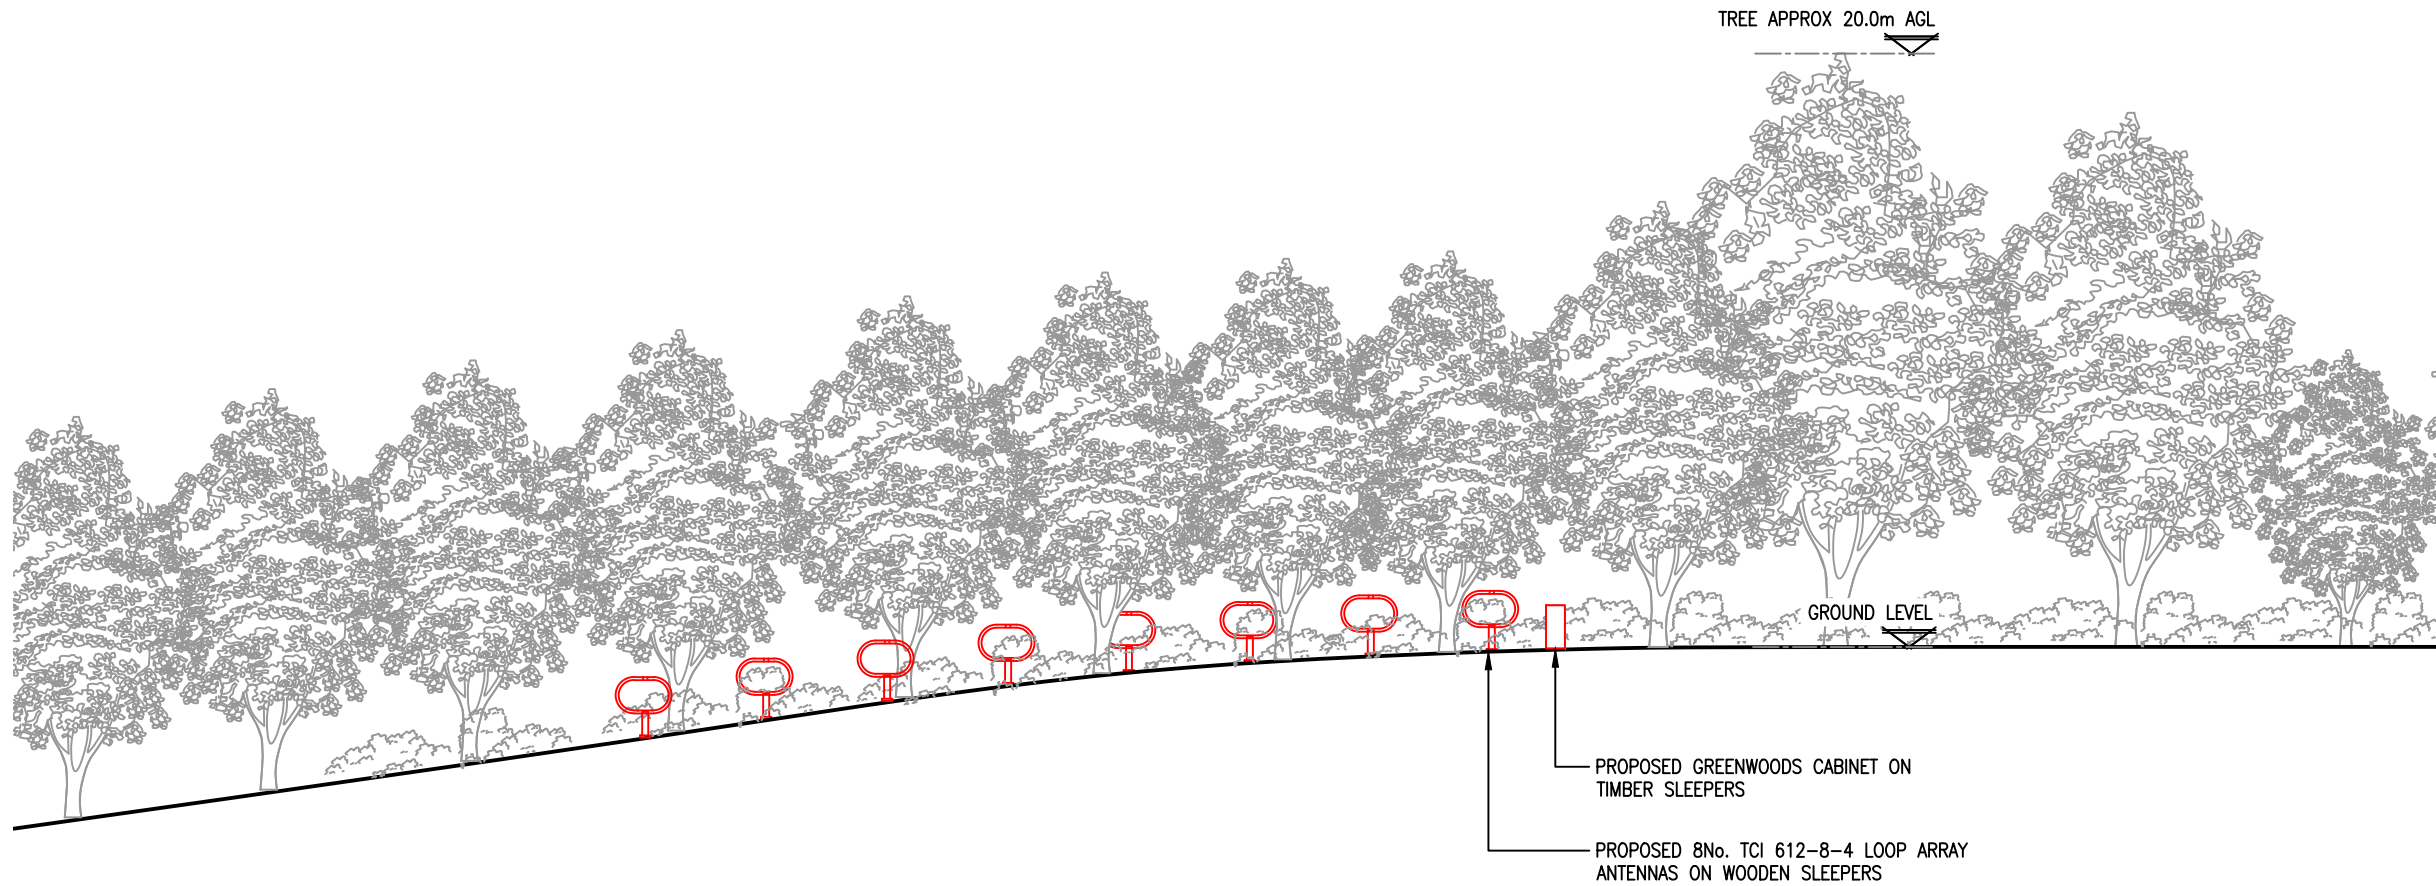 TREE APPROX 20.0m AGL
GROUND LEVEL
PROPOSED GREENWOODS CABINET ON
TIMBER SLEEPERS
PROPOSED 8No. TCI 612-8-4 LOOP ARRAY
ANTENNAS ON WOODEN SLEEPERS